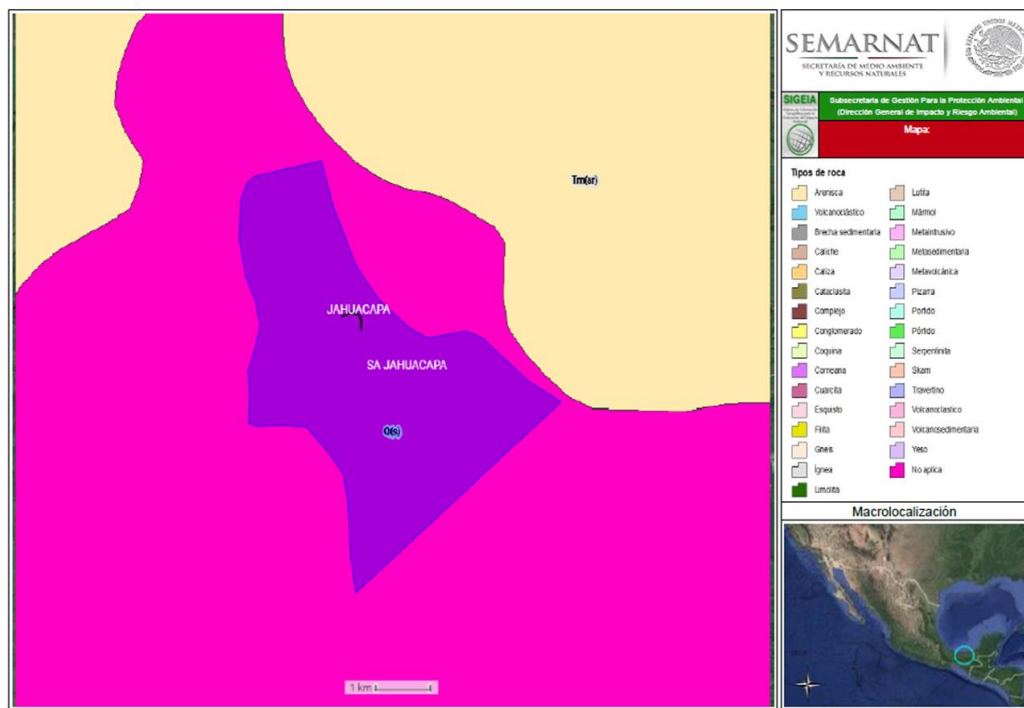 Tm(ar)
JAHUACAPA
SA JAHUACAPA
Q(s)
1 km
SEMARNAT
SECRETARÍA DE MEDIO AMBIENTE
Y RECURSOS NATURALES
SIGEIA
Subsecretaría de Gestión Para la Protección Ambiental
(Dirección General de Impacto y Riesgo Ambiental)
Mapa:
Tipos de roca
Arenisca
Volcanoclástico
Brecha sedimentaria
Caliche
Caliza
Cataclasita
Complejo
Conglomerado
Coquina
Corneana
Cuarcita
Esquisto
Filita
Gneis
Ígnea
Limolita
Lutita
Mármol
Metaintrusivo
Metasedimentaria
Metavolcánica
Pizarra
Porfido
Pórfido
Serpentinita
Skarn
Travertino
Volcanoclastico
Volcanosedimentaria
Yeso
No aplica
Macrolocalización